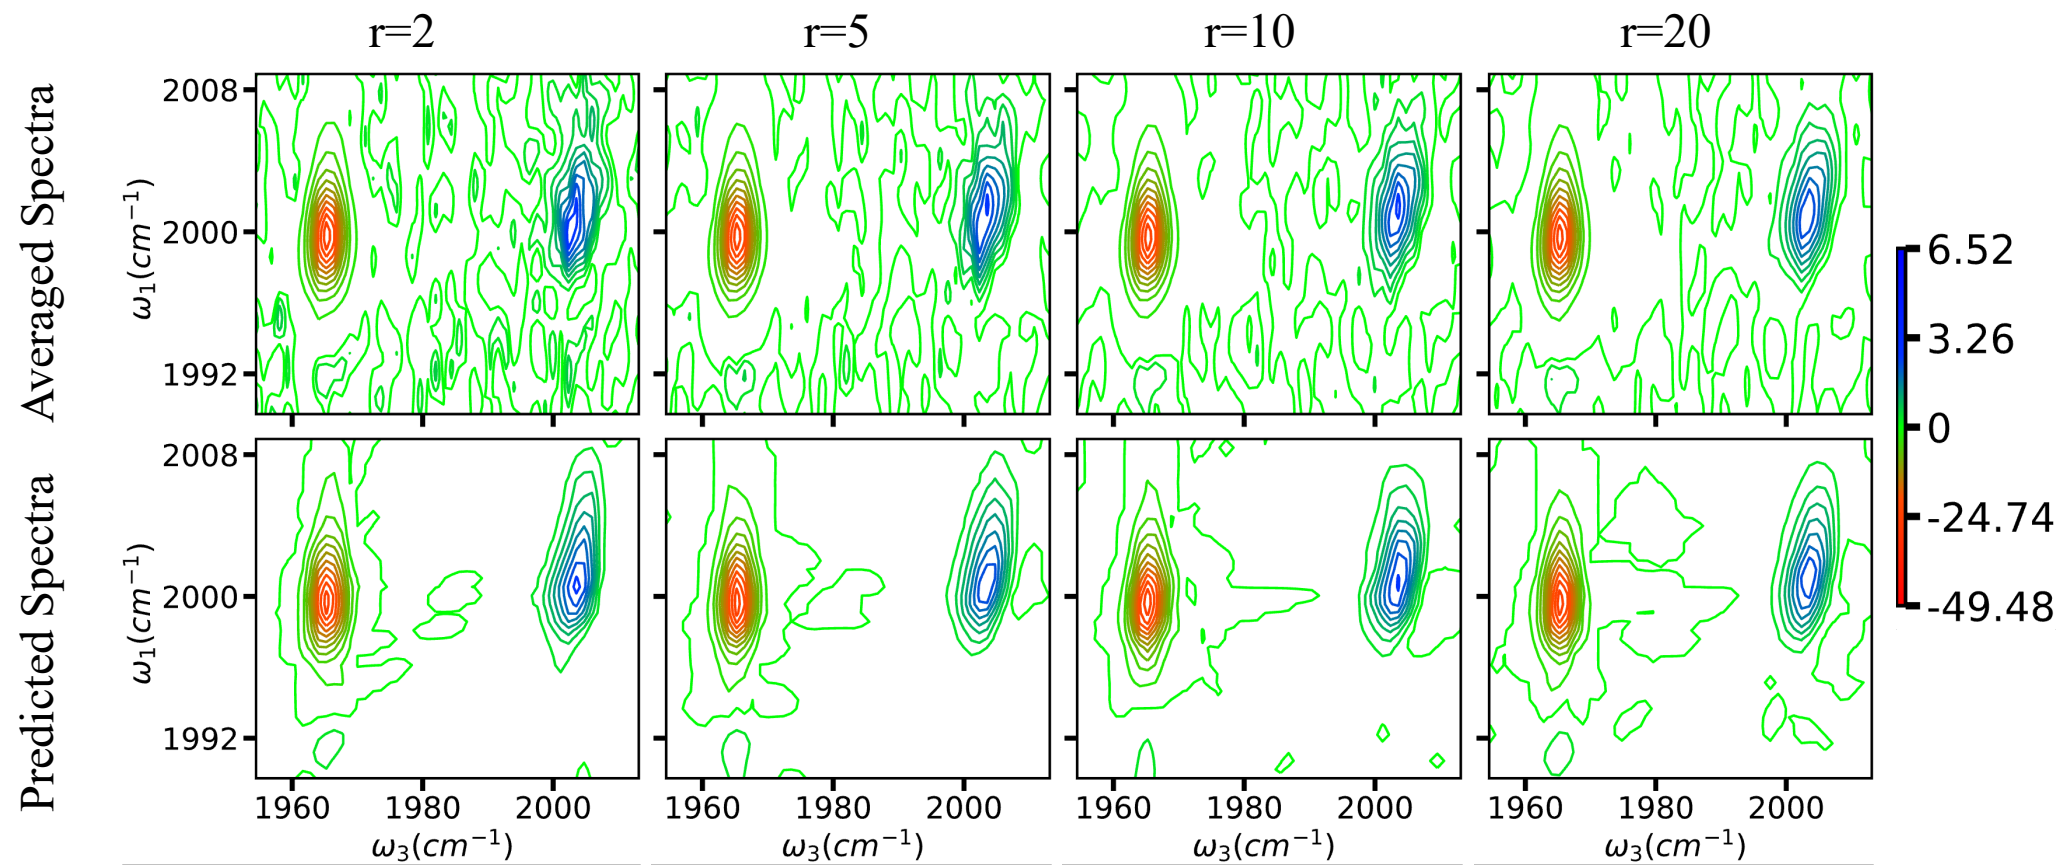 r=2 r=5 r=10 r=20
Averaged Spectra
ω₁(cm⁻¹)
2008
2000
1992
Predicted Spectra
ω₁(cm⁻¹)
2008
2000
1992
1960 1980 2000 1960 1980 2000 1960 1980 2000 1960 1980 2000
ω₃(cm⁻¹) ω₃(cm⁻¹) ω₃(cm⁻¹) ω₃(cm⁻¹)
6.52
3.26
0
-24.74
-49.48